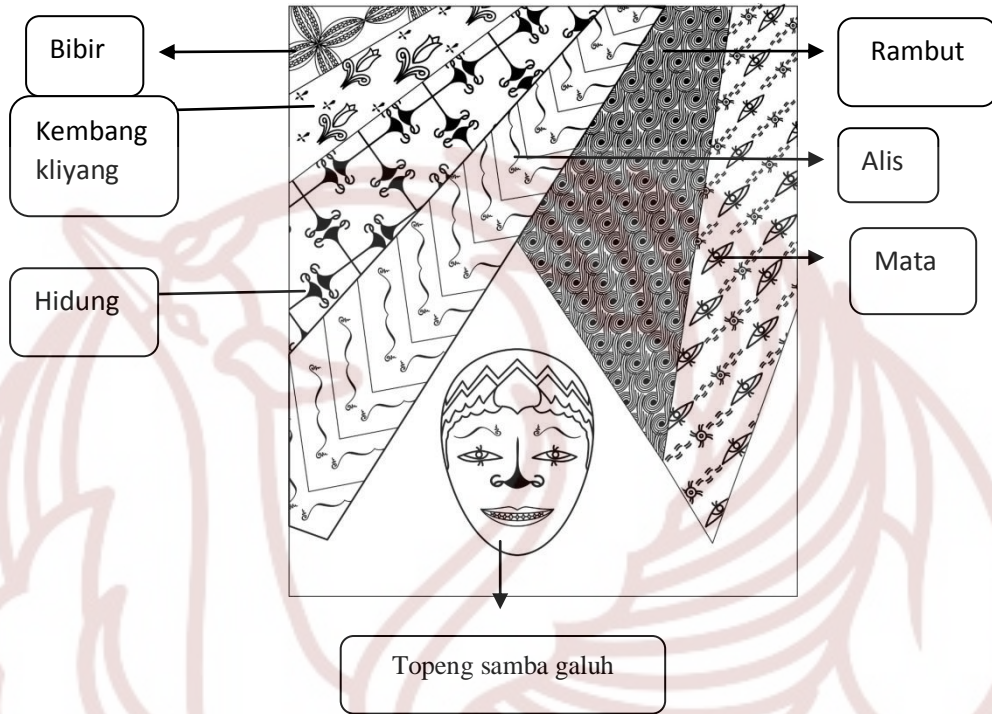 Bibir
Rambut
Kembang
kliyang
Alis
Mata
Hidung
Topeng samba galuh